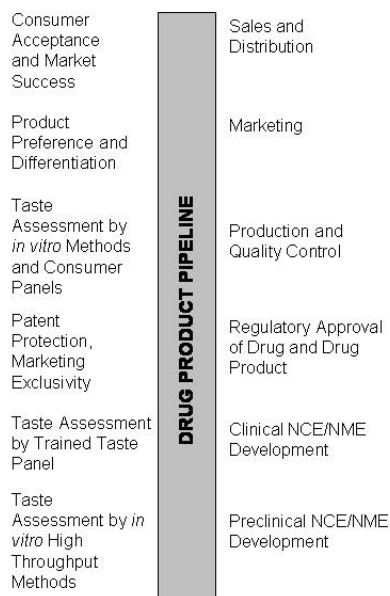 Consumer
Acceptance
and Market
Success
Product
Preference and
Differentiation
Taste
Assessment by
in vitro Methods
and Consumer
Panels
Patent
Protection,
Marketing
Exclusivity
Taste Assessment
by Trained Taste
Panel
Taste
Assessment by in
vitro High
Throughput
Methods
DRUG PRODUCT PIPELINE
Sales and
Distribution
Marketing
Production and
Quality Control
Regulatory Approval
of Drug and Drug
Product
Clinical NCE/NME
Development
Preclinical NCE/NME
Development